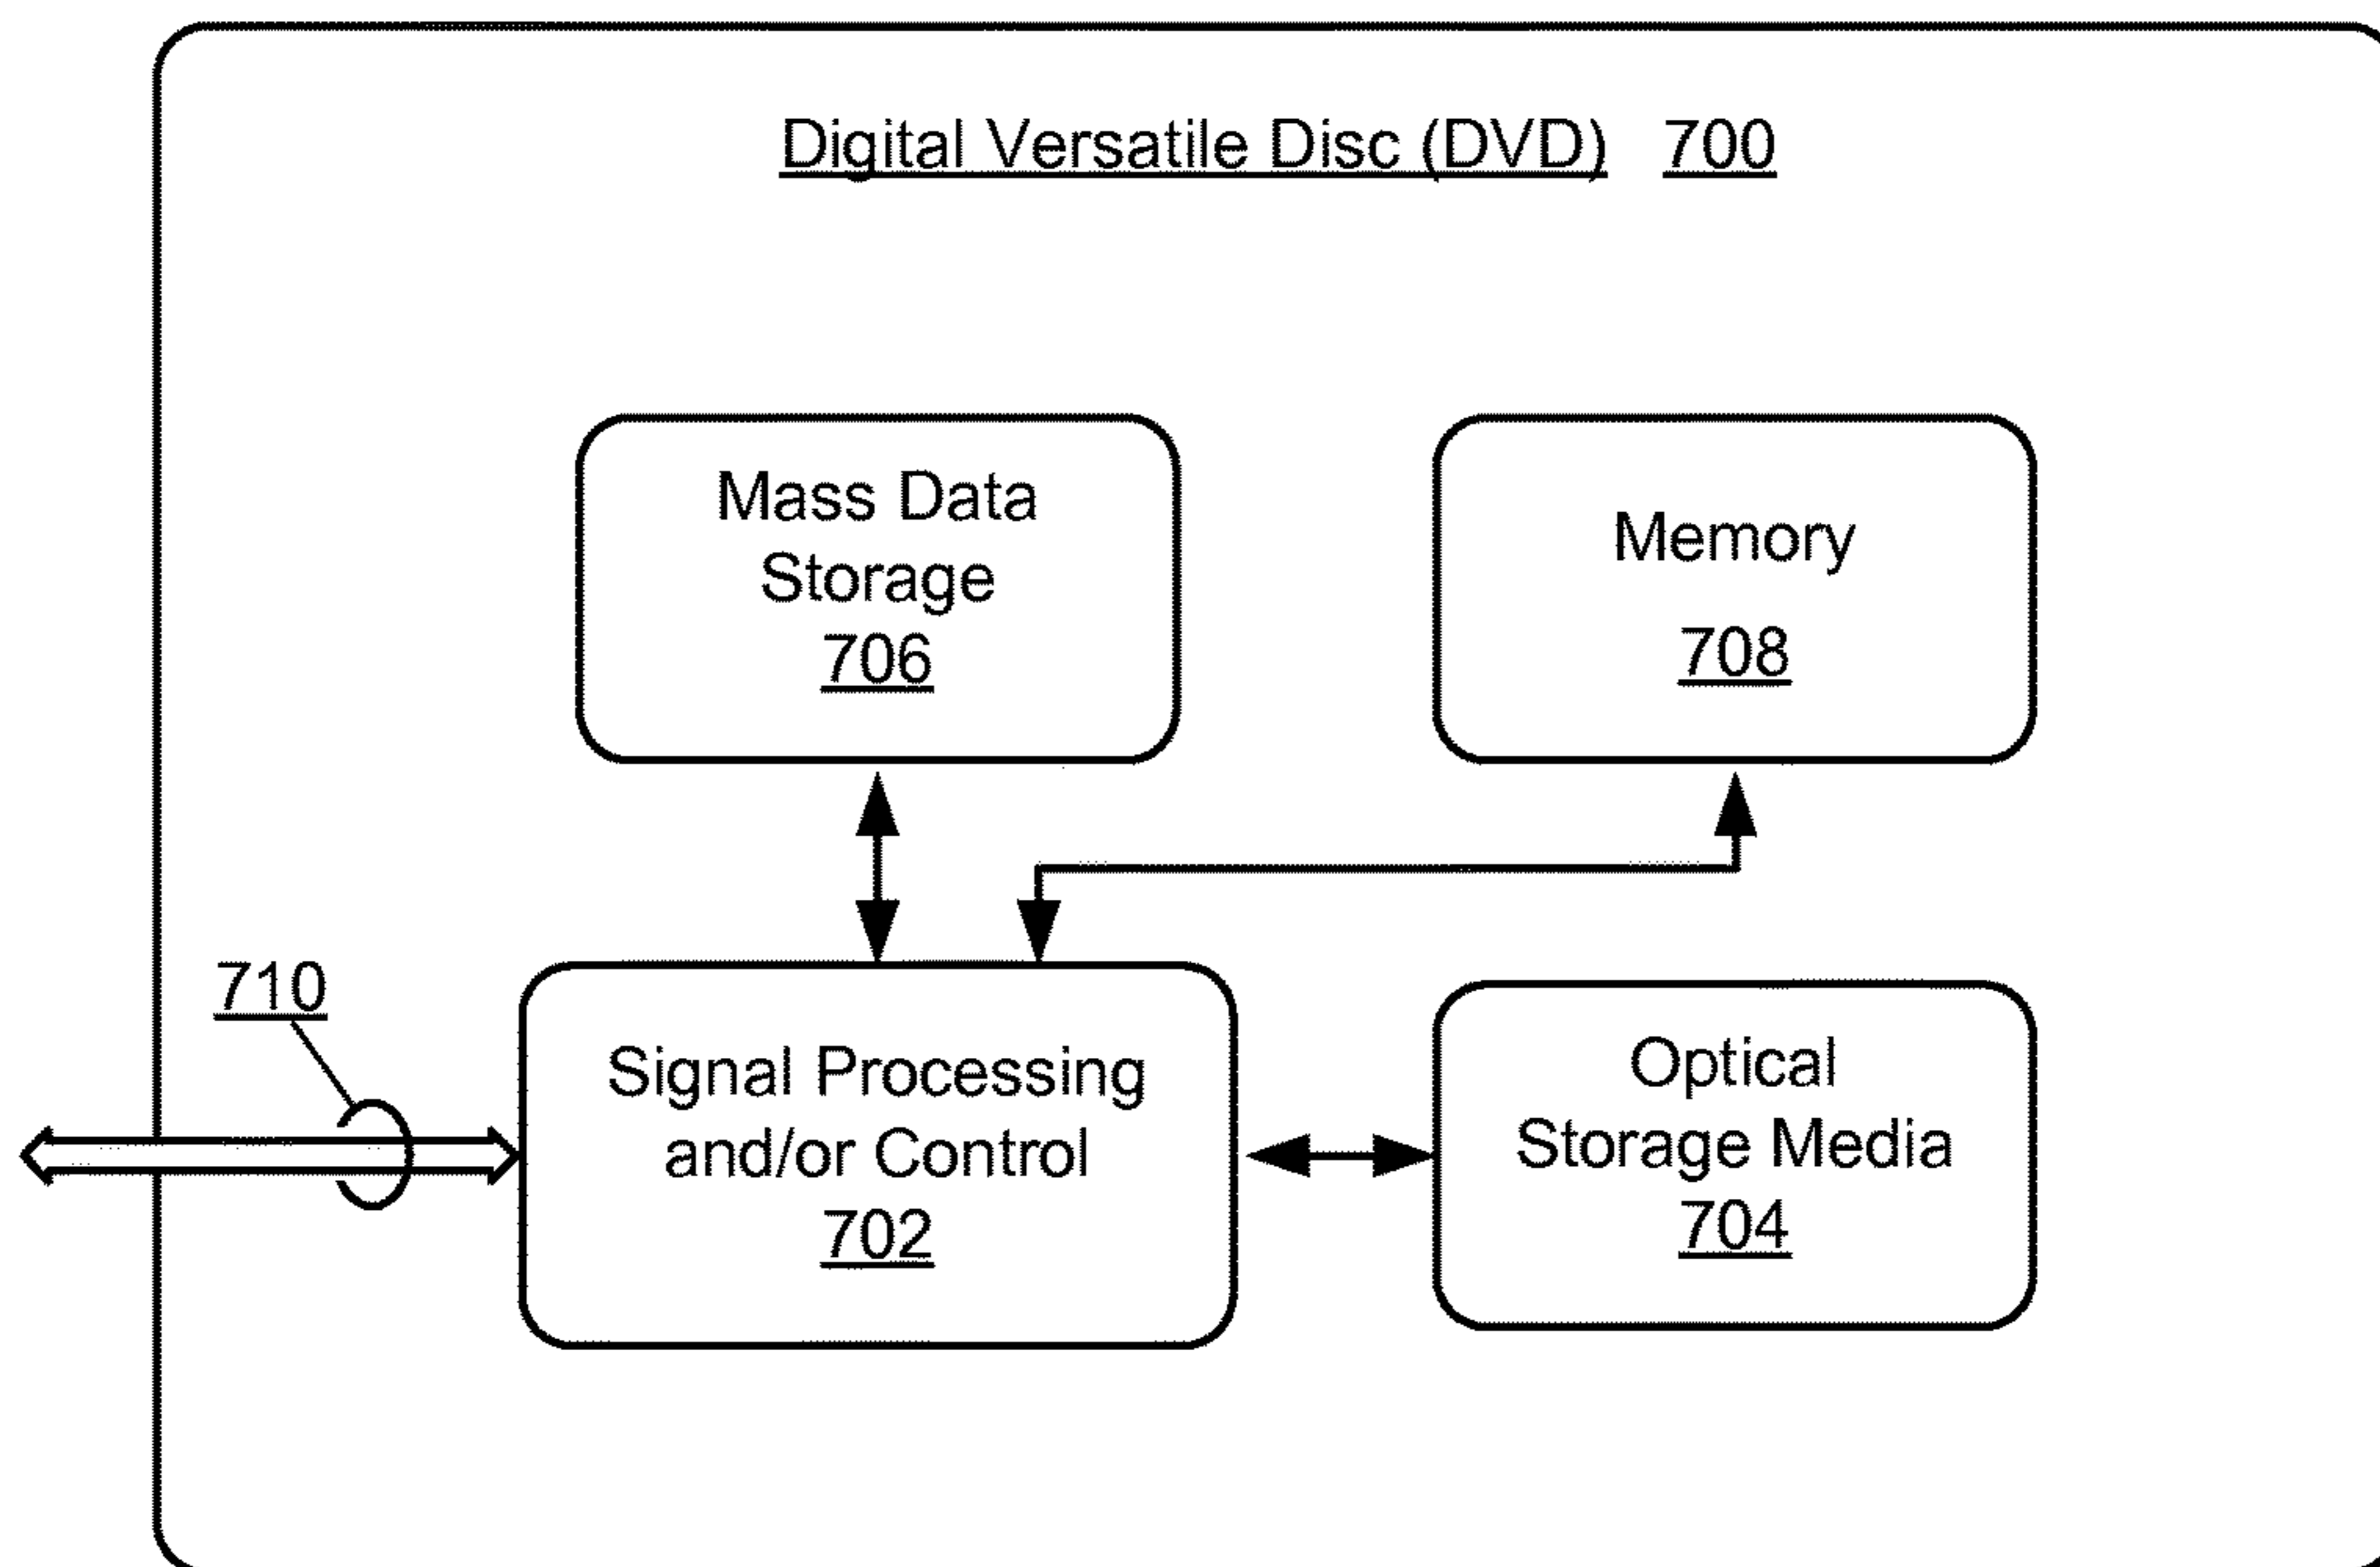 Digital Versatile Disc (DVD) 700
Mass Data
Storage
706
Memory
708
710
Signal Processing
and/or Control
702
Optical
Storage Media
704